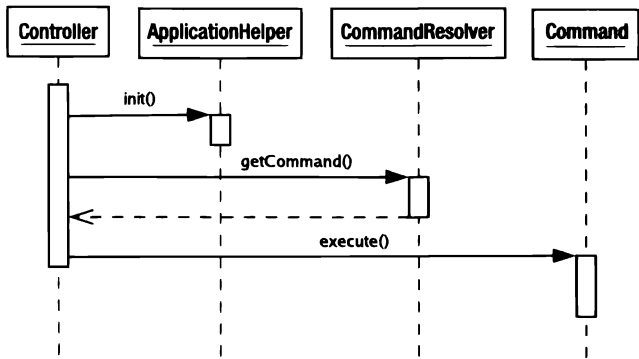 Controller ApplicationHelper CommandResolver Command
init()
getCommand()
execute()